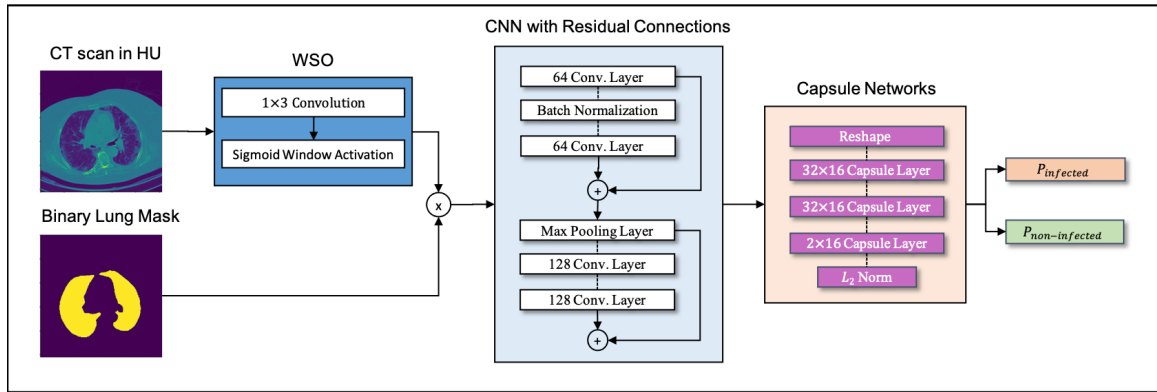 CT scan in HU
WSO
1×3 Convolution
Sigmoid Window Activation
Binary Lung Mask
x
CNN with Residual Connections
64 Conv. Layer
Batch Normalization
64 Conv. Layer
+
Max Pooling Layer
128 Conv. Layer
128 Conv. Layer
+
Capsule Networks
Reshape
32×16 Capsule Layer
32×16 Capsule Layer
2×16 Capsule Layer
L₂ Norm
P_infected
P_non−infected